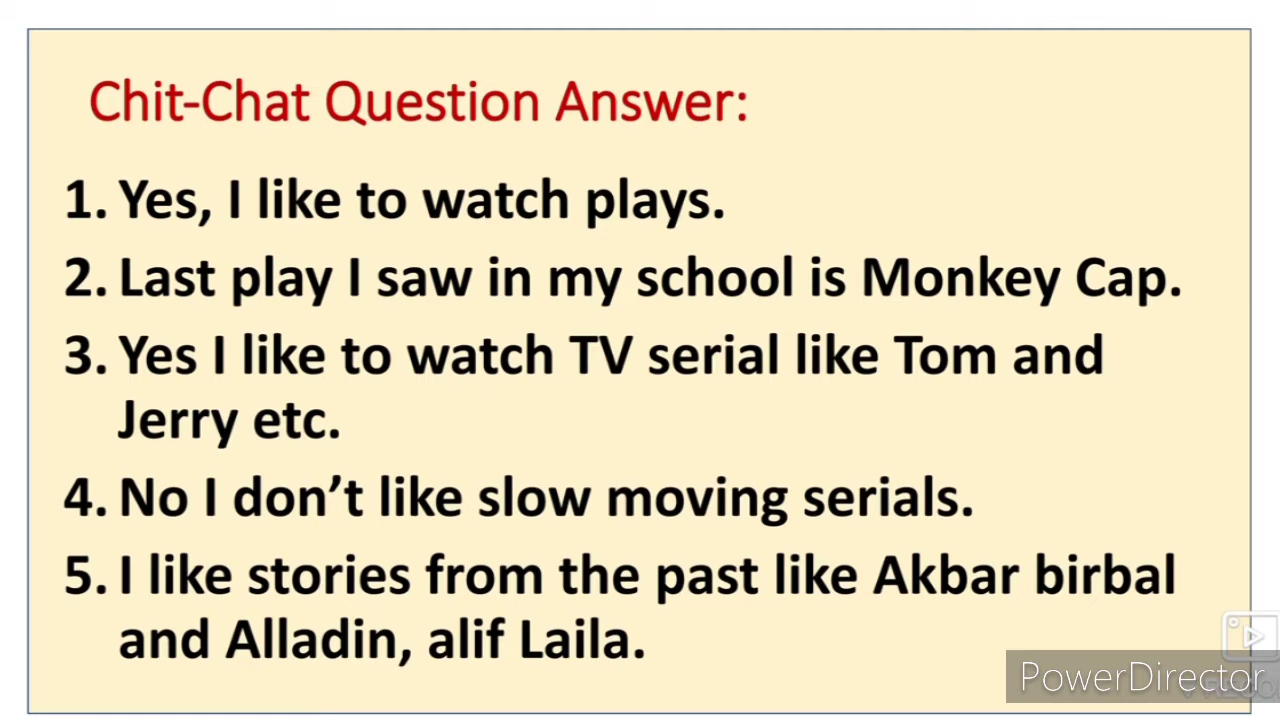 Chit-Chat Question Answer:
1. Yes, I like to watch plays.
2. Last play I saw in my school is Monkey Cap.
3. Yes I like to watch TV serial like Tom and
Jerry etc.
4. No I don’t like slow moving serials.
5. I like stories from the past like Akbar birbal
and Alladin, alif Laila.
PowerDirector